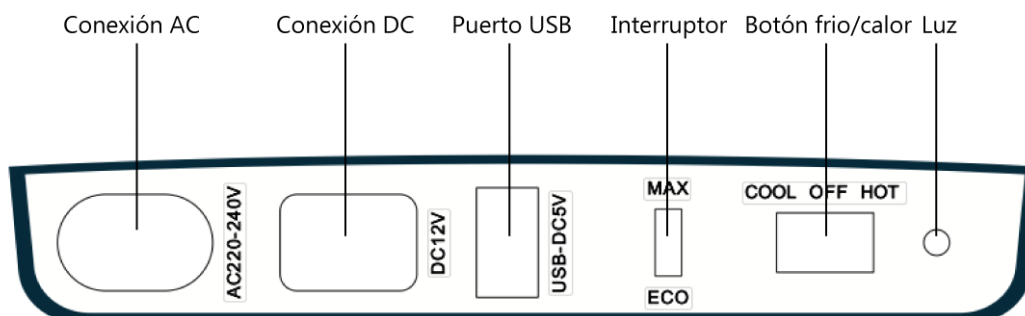 Conexión AC
Conexión DC
Puerto USB
Interruptor
Botón frio/calor
Luz
AC220-240V
DC12V
USB-DC5V
MAX
ECO
COOL OFF HOT